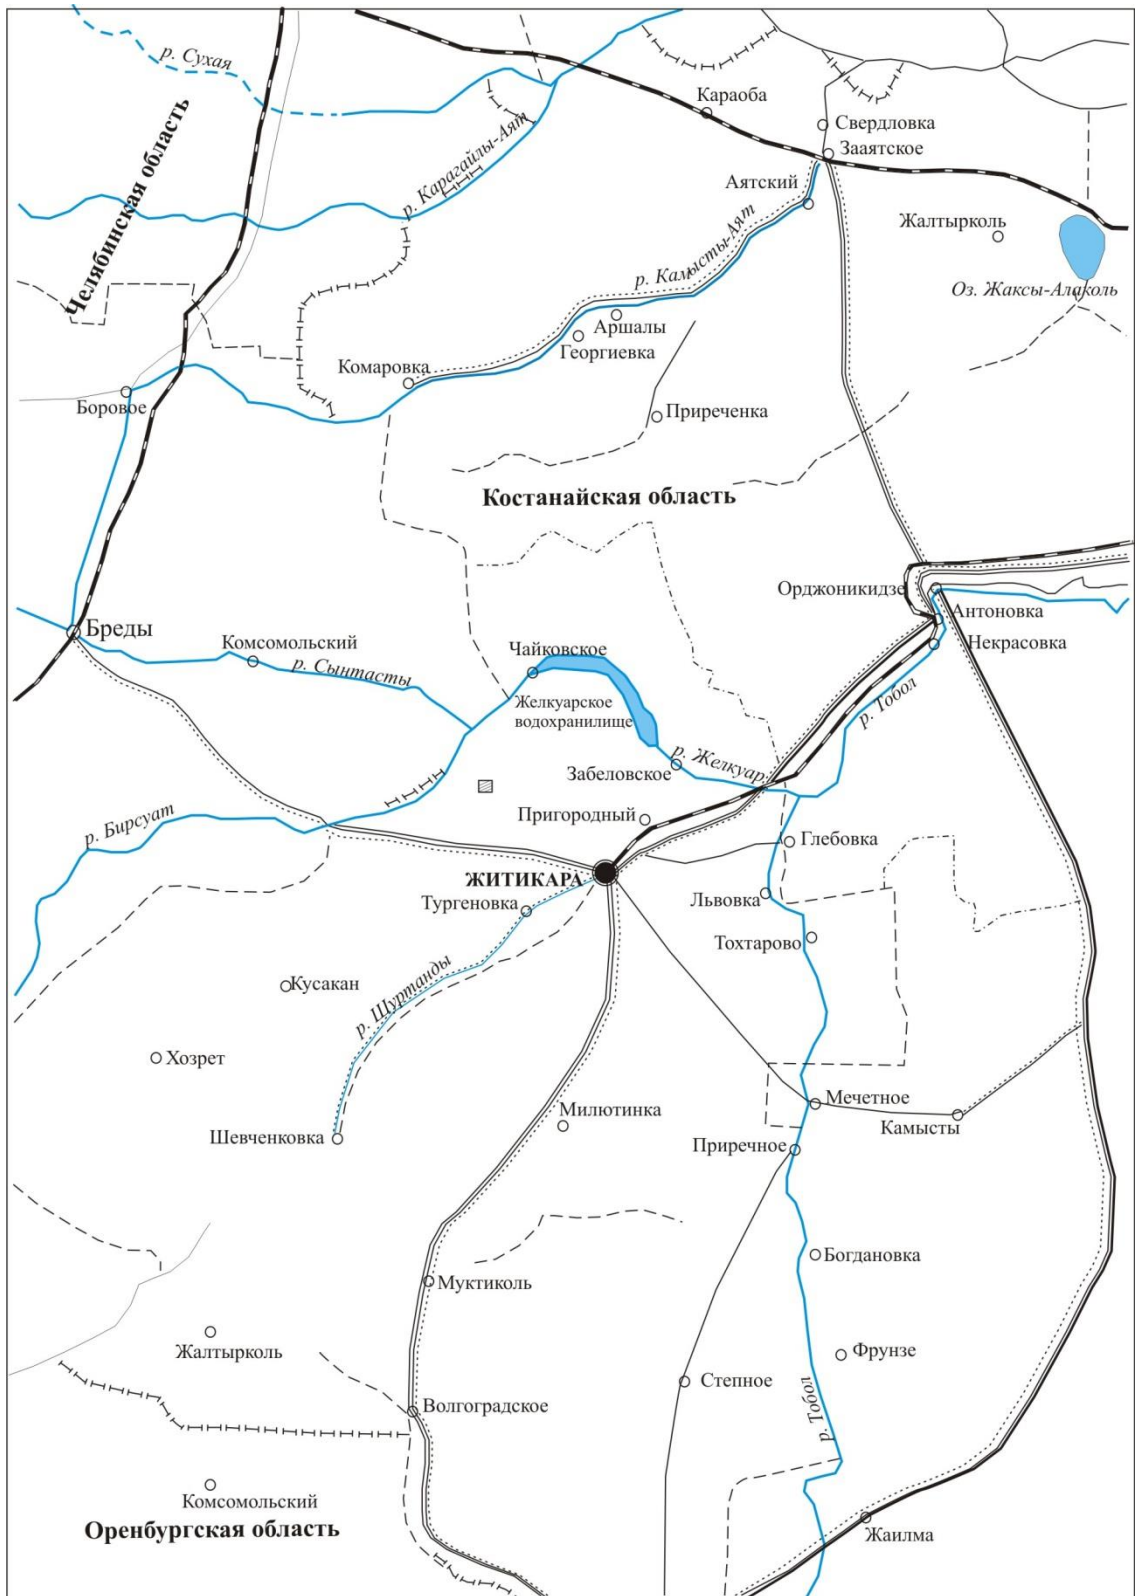 р. Сухая
Караоба
Свердловка
Зааятское
Челябинская область
р. Карагайлы-Аят
Аятский
Жалтырколь
р. Камысты-Аят
Оз. Жаксы-Алаколь
Аршалы
Георгиевка
Комаровка
Боровое
Приреченка
Костанайская область
Орджоникидзе
Антоновка
Бреды
Комсомольский
Чайковское
Некрасовка
р. Сынтасты
Желкуарское
водохранилище
р. Тобол
р. Желкуар
Забеловское
р. Бирсуат
Пригородный
Глебовка
ЖИТИКАРА
Тургеновка
Львовка
Тохтарово
Кусакан
р. Шуртанды
Хозрет
Мечетное
Милютинка
Камысты
Шевченковка
Приречное
Богдановка
Муктиколь
Жалтырколь
Фрунзе
Степное
Волгоградское
р. Тобол
Комсомольский
Оренбургская область
Жаилма